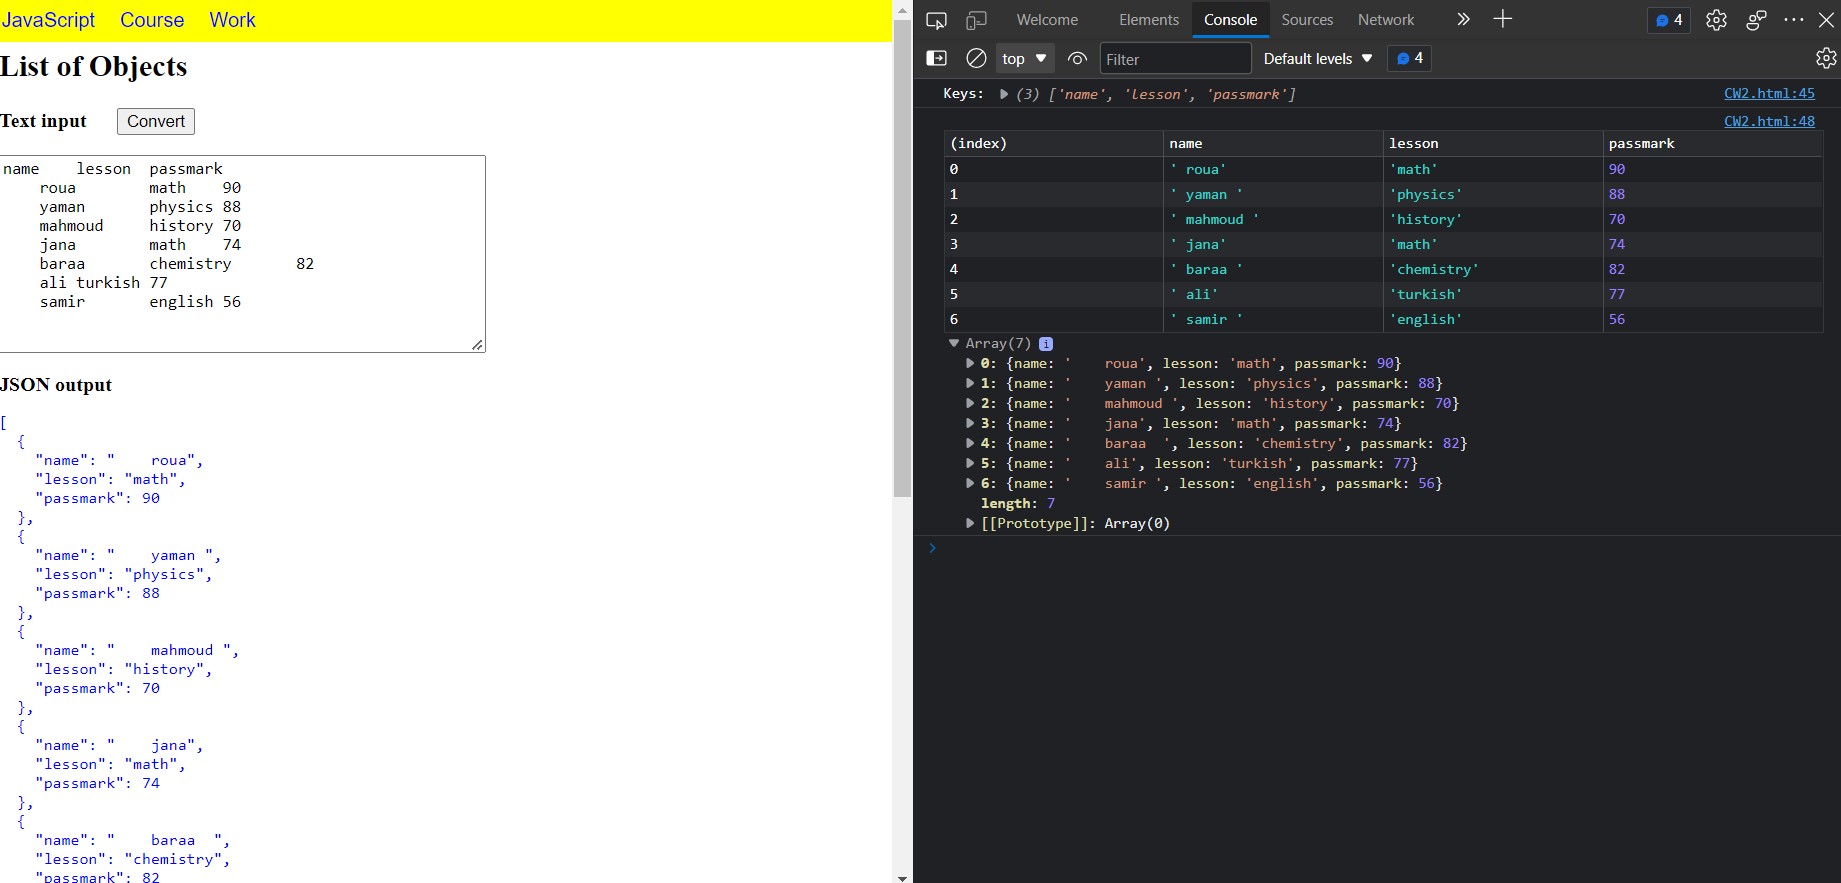 JavaScript Course Work
List of Objects
Text input Convert
name lesson passmark
roua math 90
yaman physics 88
mahmoud history 70
jana math 74
baraa chemistry 82
ali turkish 77
samir english 56
JSON output
[
{
"name": "    roua",
"lesson": "math",
"passmark": 90
},
{
"name": "    yaman ",
"lesson": "physics",
"passmark": 88
},
{
"name": "    mahmoud ",
"lesson": "history",
"passmark": 70
},
{
"name": "    jana",
"lesson": "math",
"passmark": 74
},
{
"name": "    baraa  ",
"lesson": "chemistry",
"passmark": 82
Welcome Elements Console Sources Network 4
top Filter Default levels 4
Keys: (3) ['name', 'lesson', 'passmark'] CW2.html:45
CW2.html:48
(index) name lesson passmark
0 ' roua' 'math' 90
1 ' yaman ' 'physics' 88
2 ' mahmoud ' 'history' 70
3 ' jana' 'math' 74
4 ' baraa ' 'chemistry' 82
5 ' ali' 'turkish' 77
6 ' samir ' 'english' 56
Array(7) i
0: {name: '    roua', lesson: 'math', passmark: 90}
1: {name: '    yaman ', lesson: 'physics', passmark: 88}
2: {name: '    mahmoud ', lesson: 'history', passmark: 70}
3: {name: '    jana', lesson: 'math', passmark: 74}
4: {name: '    baraa  ', lesson: 'chemistry', passmark: 82}
5: {name: '    ali', lesson: 'turkish', passmark: 77}
6: {name: '    samir ', lesson: 'english', passmark: 56}
length: 7
[[Prototype]]: Array(0)